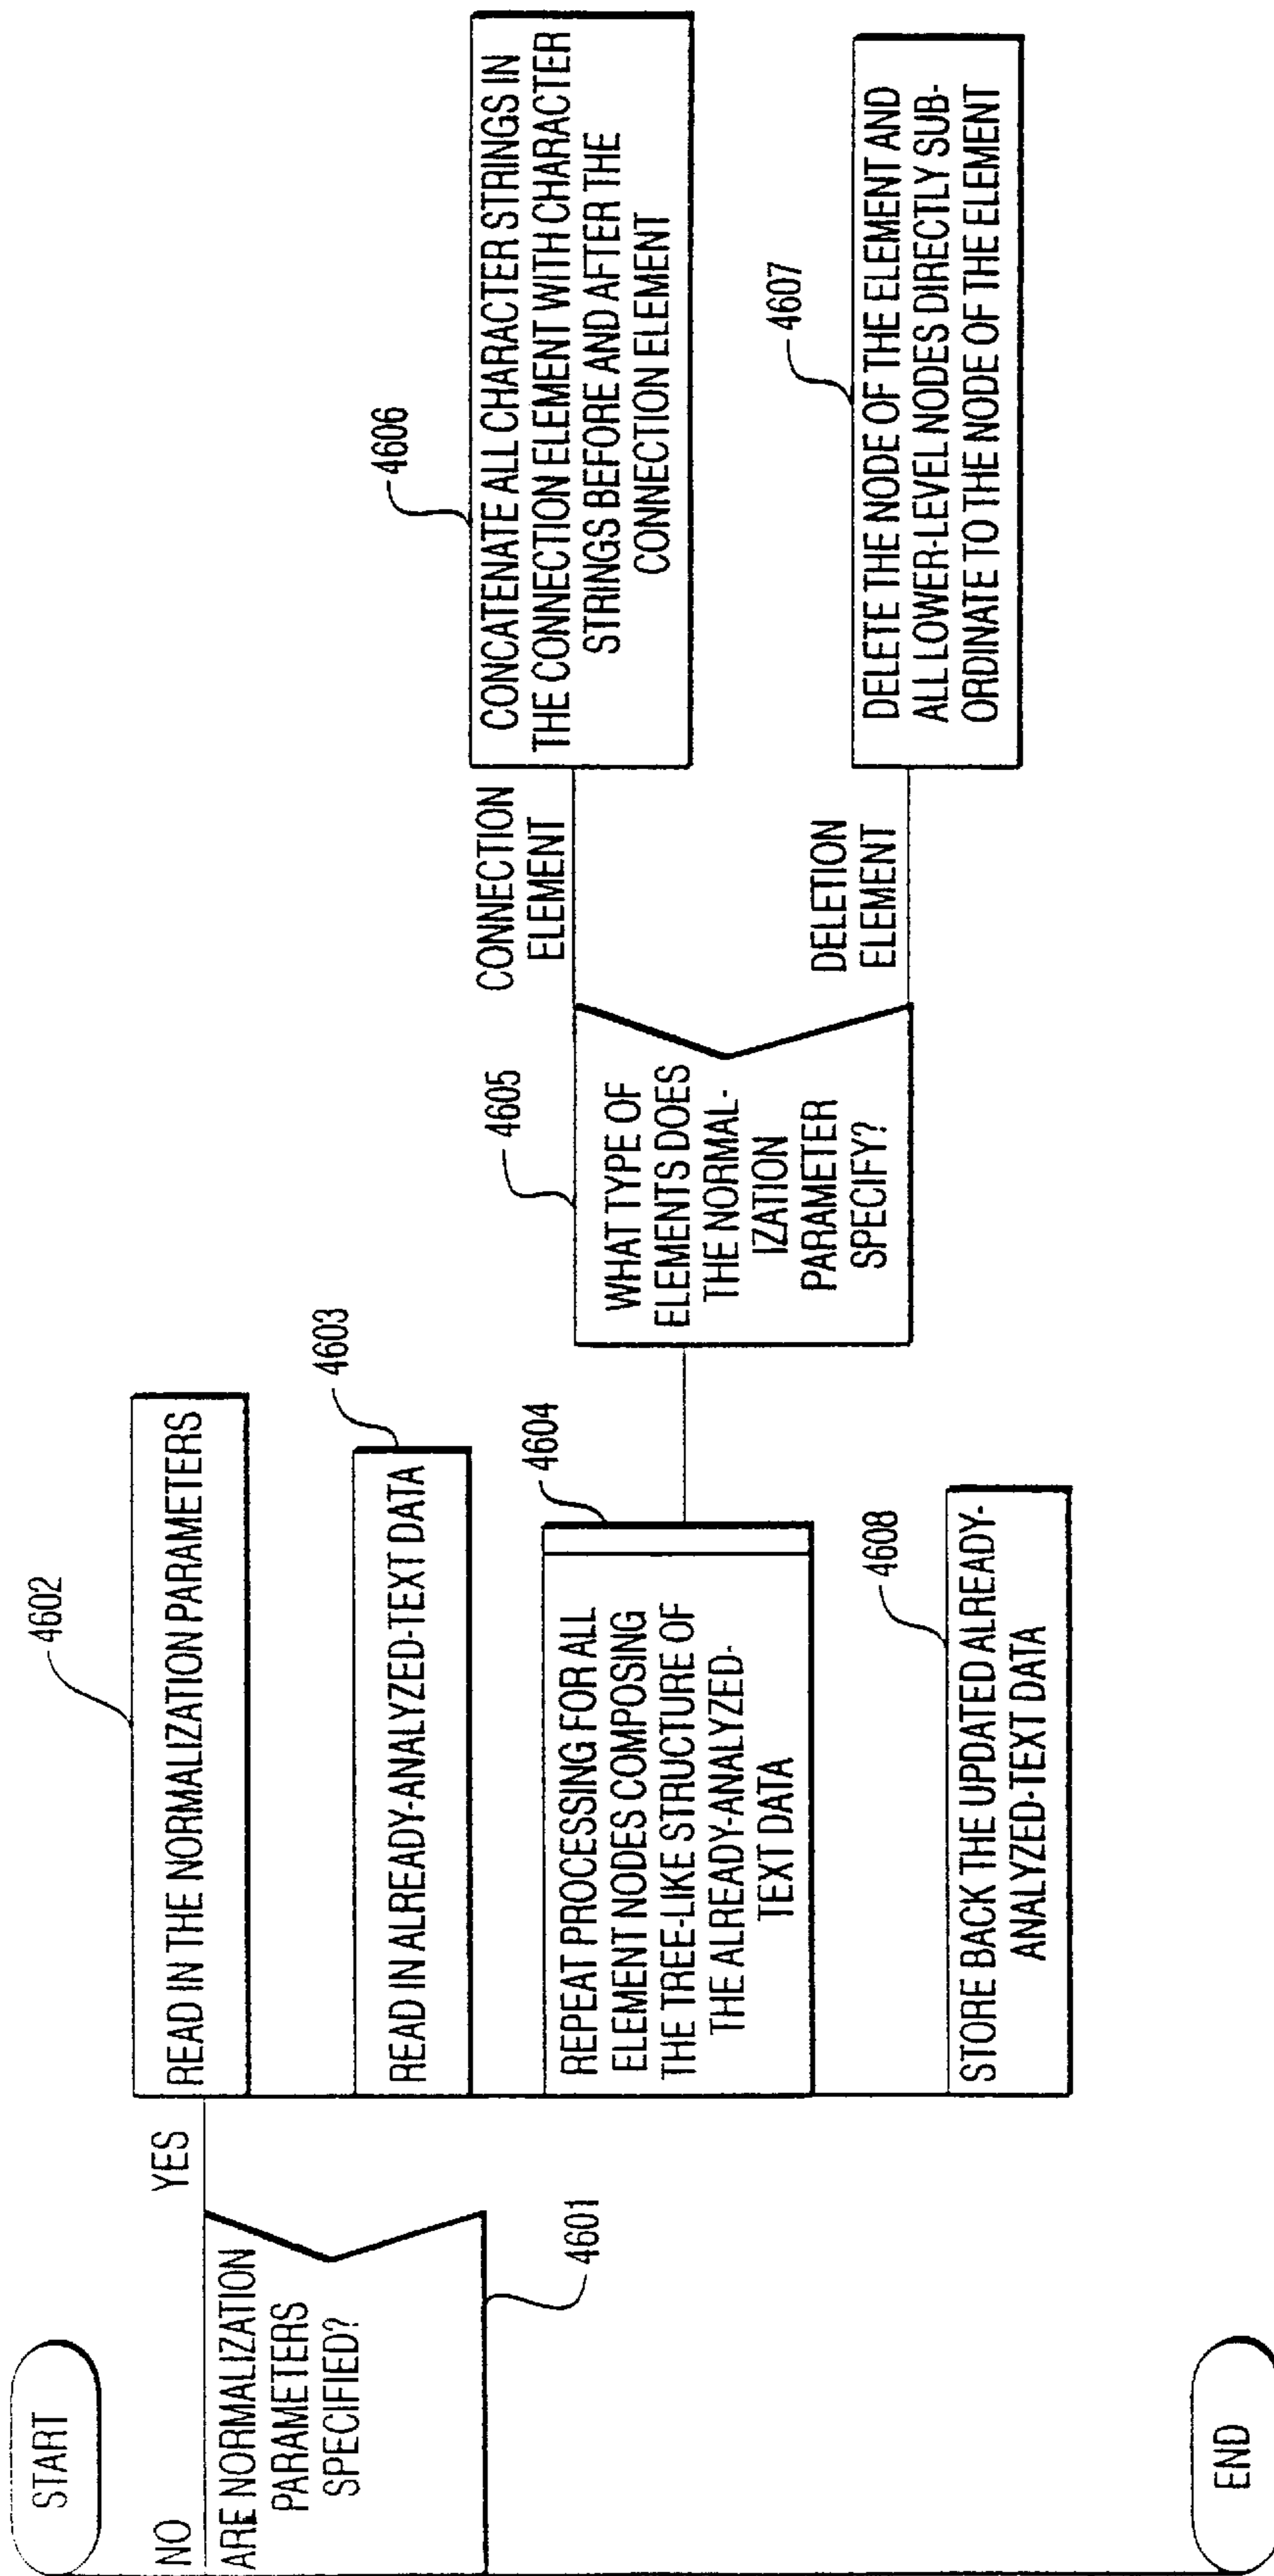 START
NO
YES
ARE NORMALIZATION
PARAMETERS
SPECIFIED?
4601
4602
READ IN THE NORMALIZATION PARAMETERS
4603
READ IN ALREADY-ANALYZED-TEXT DATA
4604
REPEAT PROCESSING FOR ALL
ELEMENT NODES COMPOSING
THE TREE-LIKE STRUCTURE OF
THE ALREADY-ANALYZED-
TEXT DATA
4605
WHAT TYPE OF
ELEMENTS DOES
THE NORMAL-
IZATION
PARAMETER
SPECIFY?
CONNECTION
ELEMENT
4606
CONCATENATE ALL CHARACTER STRINGS IN
THE CONNECTION ELEMENT WITH CHARACTER
STRINGS BEFORE AND AFTER THE
CONNECTION ELEMENT
DELETION
ELEMENT
4607
DELETE THE NODE OF THE ELEMENT AND
ALL LOWER-LEVEL NODES DIRECTLY SUB-
ORDINATE TO THE NODE OF THE ELEMENT
4608
STORE BACK THE UPDATED ALREADY-
ANALYZED-TEXT DATA
END